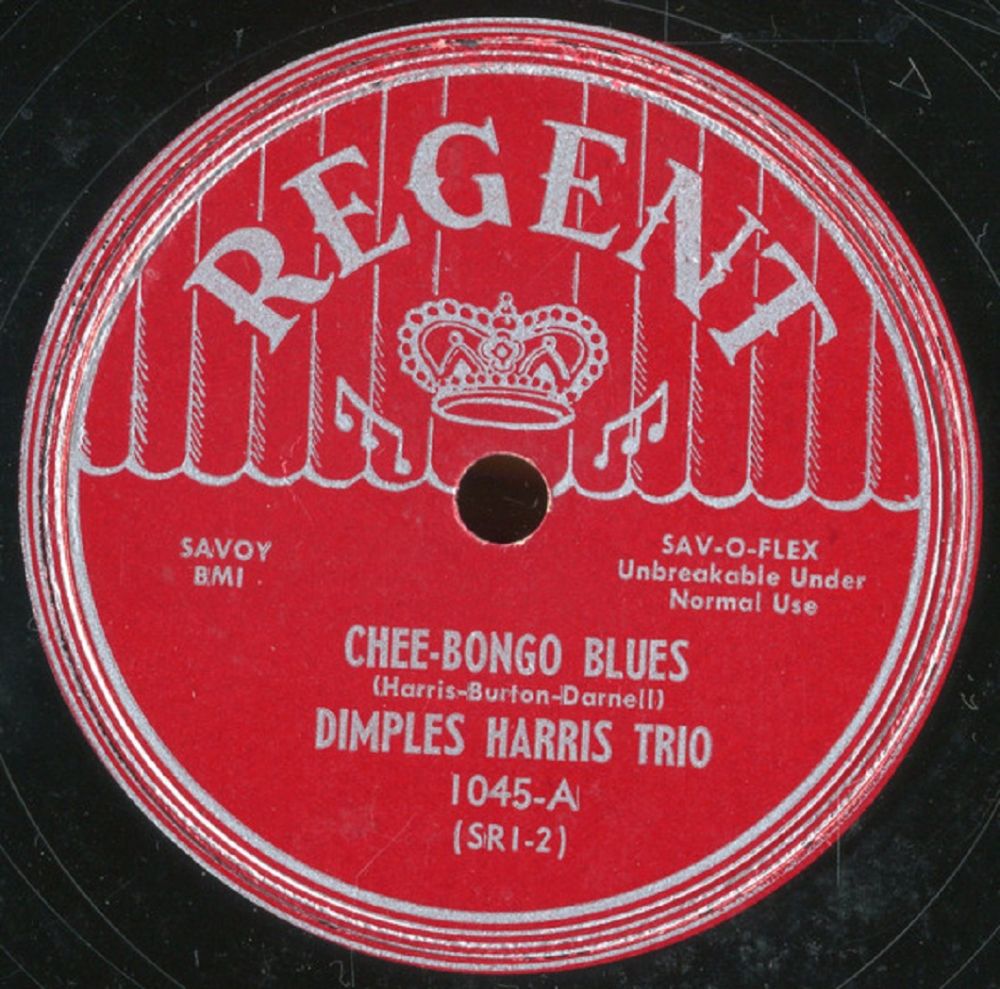 REGENT
SAVOY
BMI
SAV-O-FLEX
Unbreakable Under
Normal Use
CHEE-BONGO BLUES
(Harris-Burton-Darnell)
DIMPLES HARRIS TRIO
1045-A
(SR1-2)